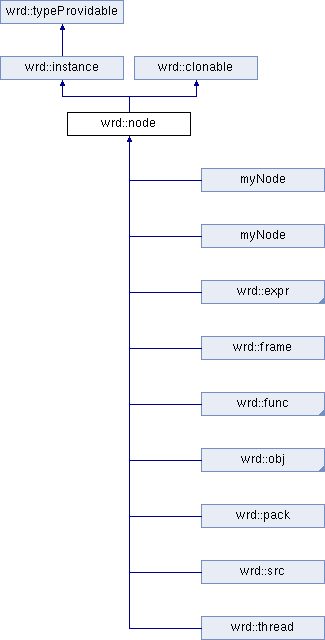 wrd::typeProvidable
wrd::instance
wrd::clonable
wrd::node
myNode
myNode
wrd::expr
wrd::frame
wrd::func
wrd::obj
wrd::pack
wrd::src
wrd::thread